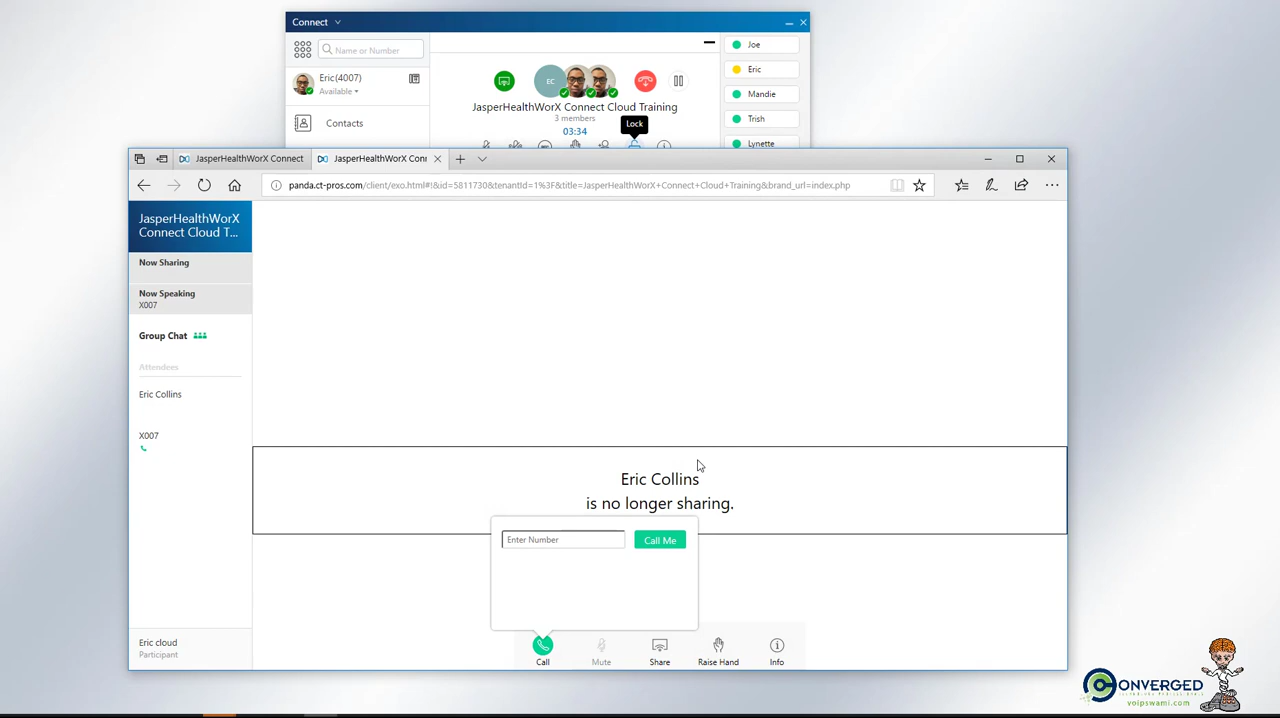 Connect
Name or Number
Eric(4007)
Available
Contacts
EC
JasperHealthWorX Connect Cloud Training
3 members
03:34
Lock
Joe
Eric
Mandie
Trish
Lynette
JasperHealthWorX Connect
JasperHealthWorX Conr
panda.ct-pros.com/client/exo.html#!&id=5811730&tenantId=1%3F&title=JasperHealthWorX+Connect+Cloud+Training&brand_url=index.php
JasperHealthWorX
Connect Cloud T...
Now Sharing
Now Speaking
X007
Group Chat
Attendees
Eric Collins
X007
Eric cloud
Participant
Eric Collins
is no longer sharing.
Enter Number
Call Me
Call
Mute
Share
Raise Hand
Info
CONVERGED
voipswami.com